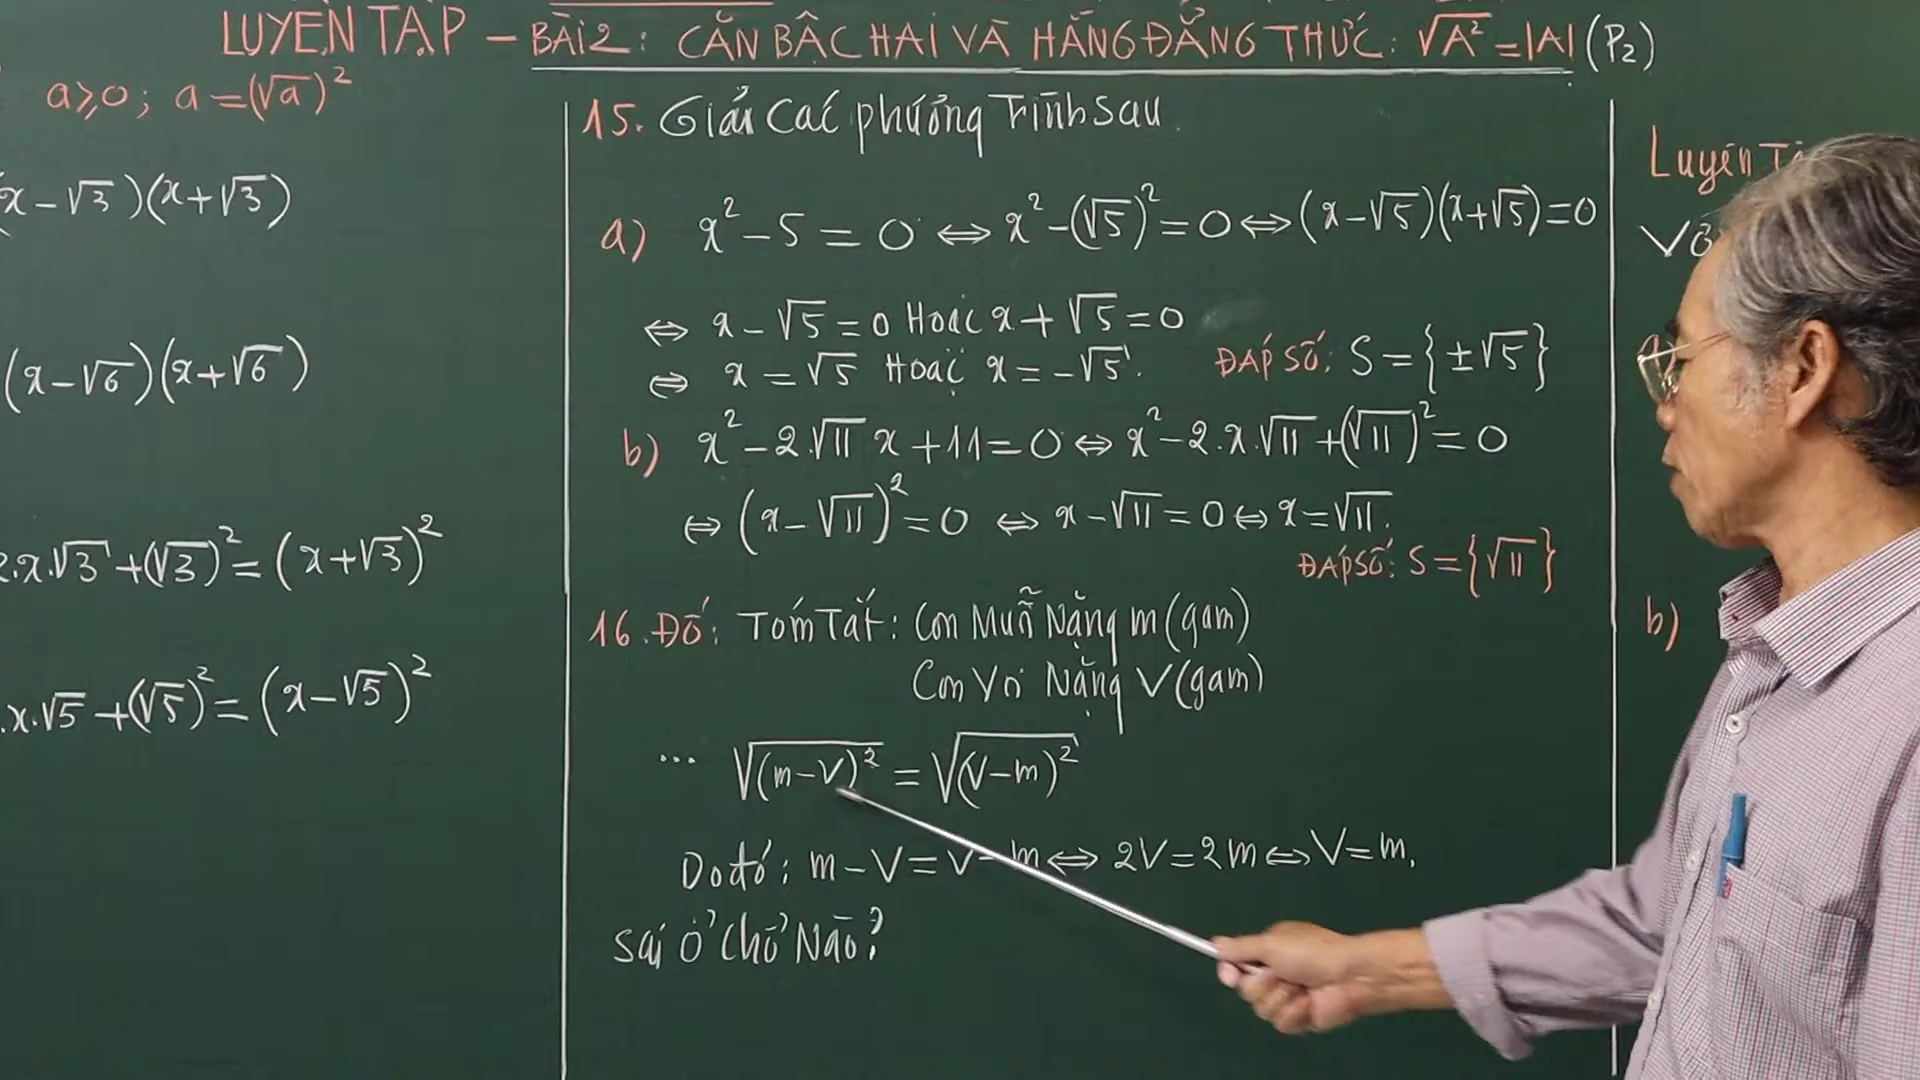 LUYỆN TẬP – BÀI 2: CĂN BẬC HAI VÀ HẰNG ĐẲNG THỨC: √A² = |A| (P₂)
a ≥ 0; a = (√a)²
(x - √3)(x + √3)
(x - √6)(x + √6)
2.x.√3 + (√3)² = (x + √3)²
.x.√5 + (√5)² = (x - √5)²
15. Giải Các phương Trình Sau
a) x² - 5 = 0 ⇔ x² - (√5)² = 0 ⇔ (x - √5)(x + √5) = 0
⇔ x - √5 = 0 Hoặc x + √5 = 0
⇔ x = √5 Hoặc x = -√5. ĐÁP SỐ: S = {±√5}
b) x² - 2.√11 x + 11 = 0 ⇔ x² - 2.x.√11 + (√11)² = 0
⇔ (x - √11)² = 0 ⇔ x - √11 = 0 ⇔ x = √11.
ĐÁP SỐ: S = {√11}
16. Đố: Tóm Tắt: Con Muỗi Nặng m (gam)
Con Voi Nặng V (gam)
... √(m - V)² = √(V - m)²
Do đó: m - V = V - m ⇔ 2V = 2m ⇔ V = m.
Sai Ở Chỗ Nào?
Luyện
b)